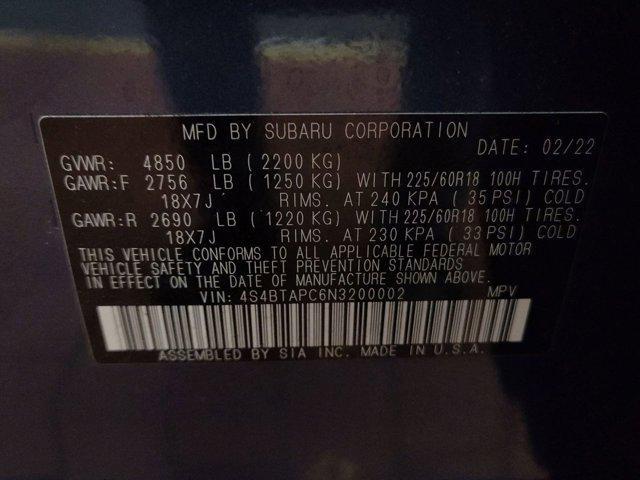 MFD BY SUBARU CORPORATION
DATE: 02/22
GVWR: 4850 LB (2200 KG)
GAWR:F 2756 LB (1250 KG) WITH 225/60R18 100H TIRES.
18X7J RIMS. AT 240 KPA (35 PSI) COLD
GAWR:R 2690 LB (1220 KG) WITH 225/60R18 100H TIRES.
18X7J RIMS. AT 230 KPA (33 PSI) COLD
THIS VEHICLE CONFORMS TO ALL APPLICABLE FEDERAL MOTOR
VEHICLE SAFETY AND THEFT PREVENTION STANDARDS
IN EFFECT ON THE DATE OF MANUFACTURE SHOWN ABOVE.
VIN: 4S4BTAPC6N3200002 MPV
ASSEMBLED BY SIA INC. MADE IN U.S.A.